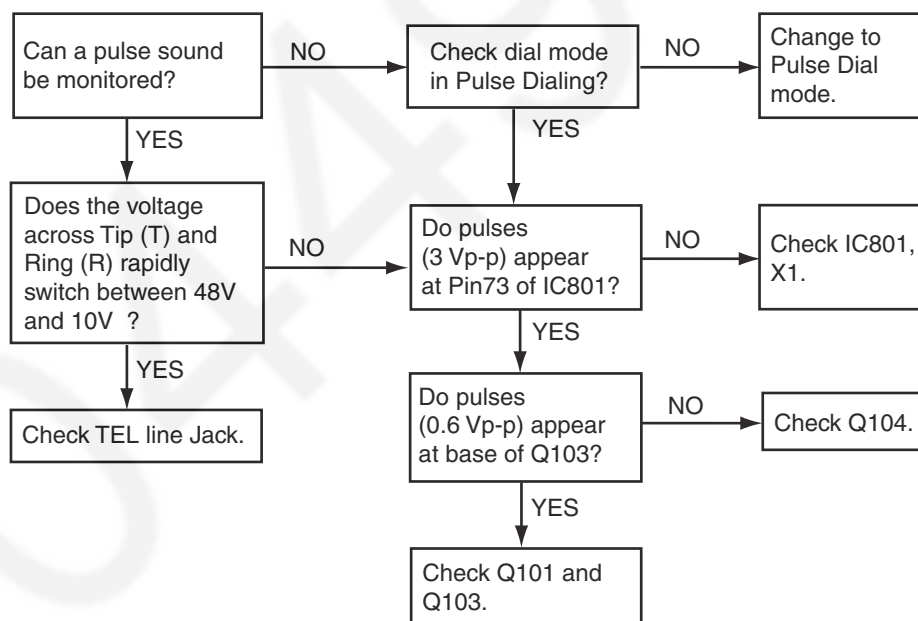 Can a pulse sound
be monitored?
NO
Check dial mode
in Pulse Dialing?
NO
Change to
Pulse Dial
mode.
YES
YES
Does the voltage
across Tip (T) and
Ring (R) rapidly
switch between 48V
and 10V ?
NO
Do pulses
(3 Vp-p) appear
at Pin73 of IC801?
NO
Check IC801,
X1.
YES
YES
Check TEL line Jack.
Do pulses
(0.6 Vp-p) appear
at base of Q103?
NO
Check Q104.
YES
Check Q101 and
Q103.